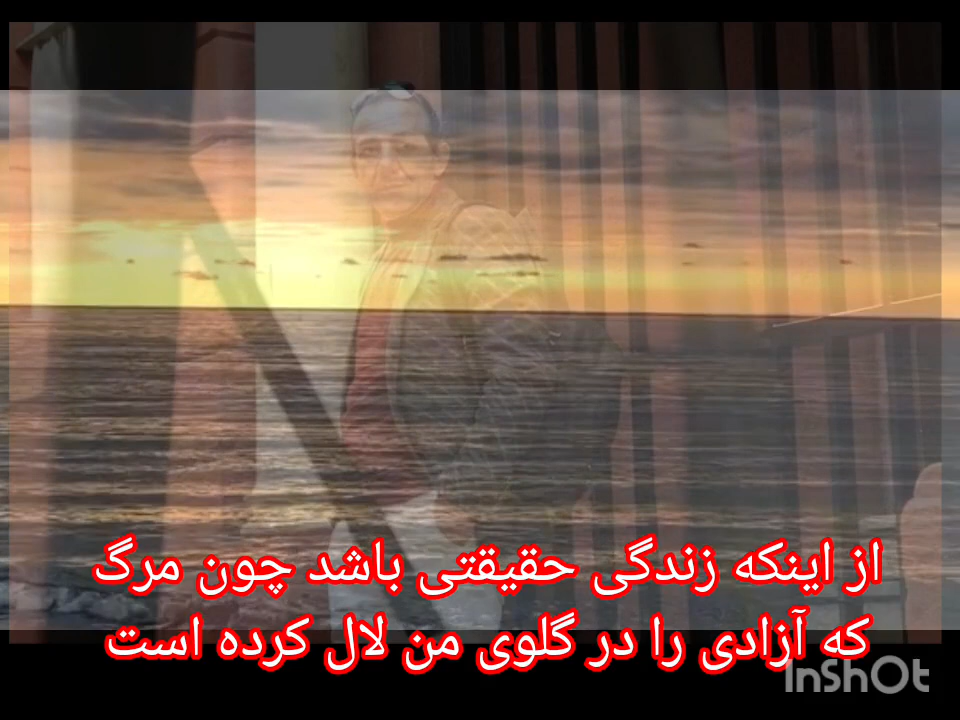 از اینکه زندگی حقیقتی باشد چون مرگ
که آزادی را در گلوی من لال کرده است
InShOt